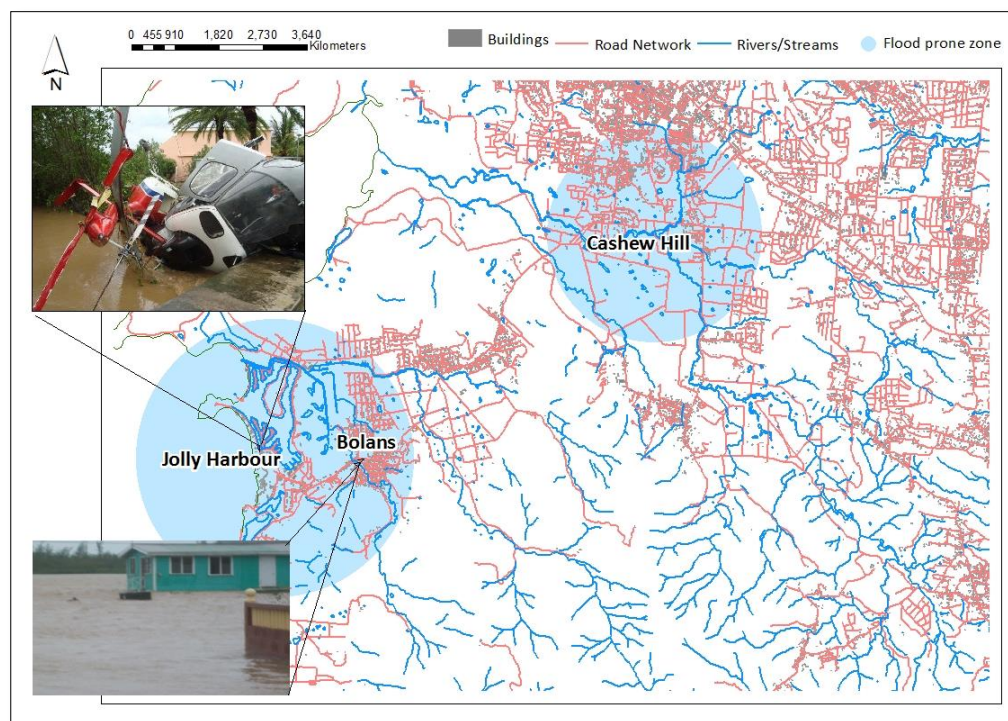 0 455 910 1,820 2,730 3,640
Kilometers
Buildings
Road Network
Rivers/Streams
Flood prone zone
N
Cashew Hill
Bolans
Jolly Harbour